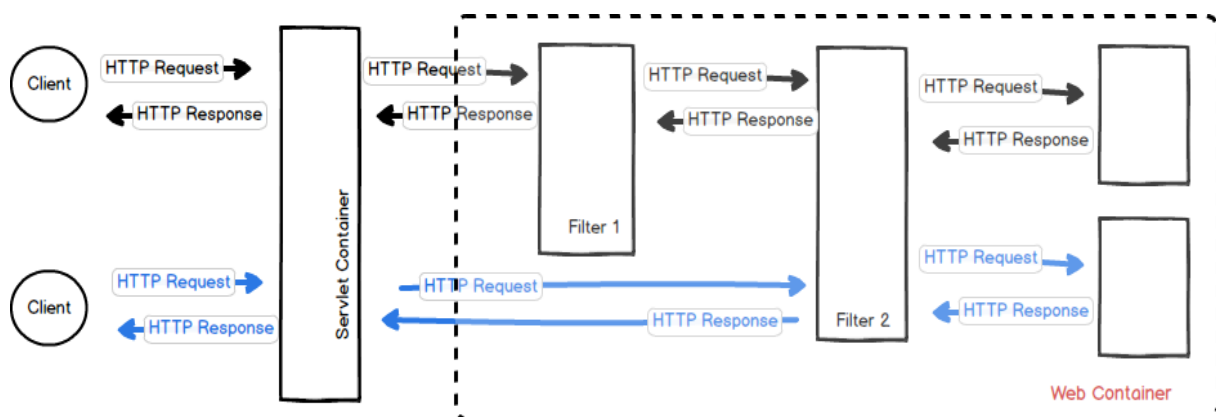 Client
HTTP Request
HTTP Response
HTTP Request
HTTP Response
HTTP Request
HTTP Response
HTTP Request
HTTP Response
Filter 1
Servlet Container
Client
HTTP Request
HTTP Response
HTTP Request
HTTP Response
Filter 2
HTTP Request
HTTP Response
Web Container